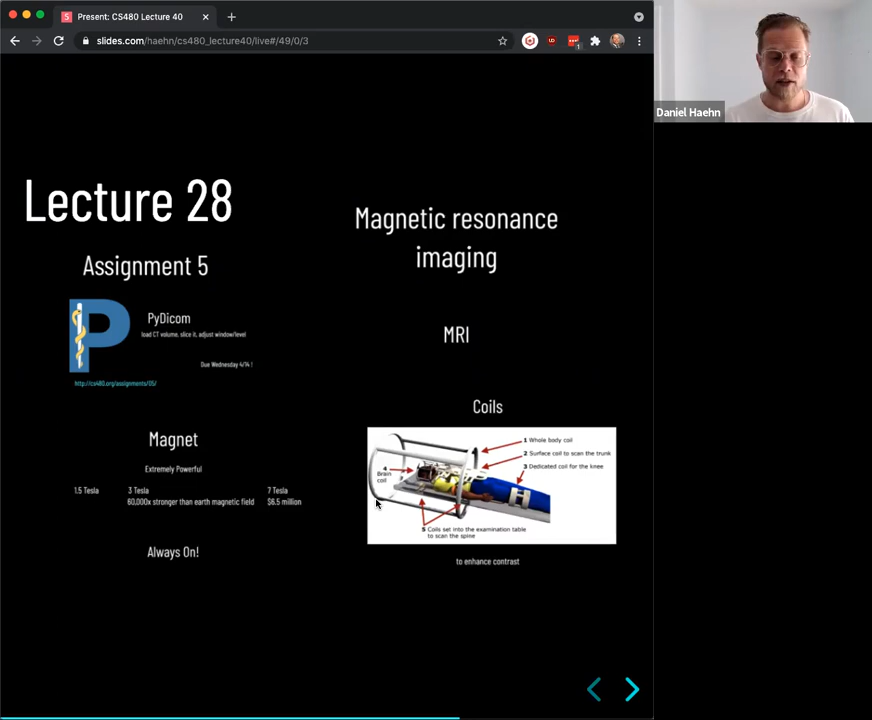 Present: CS480 Lecture 40
slides.com/haehn/cs480_lecture40/live#/49/0/3
Daniel Haehn
Lecture 28
Assignment 5
PyDicom
load CT volume, slice it, adjust window/level
Due Wednesday 4/14 !
http://cs480.org/assignments/05/
Magnet
Extremely Powerful
1.5 Tesla
3 Tesla
60,000x stronger than earth magnetic field
7 Tesla
$6.5 million
Always On!
Magnetic resonance
imaging
MRI
Coils
1 Whole body coil
2 Surface coil to scan the trunk
3 Dedicated coil for the knee
4
Brain
coil
5 Coils set into the examination table
to scan the spine
to enhance contrast